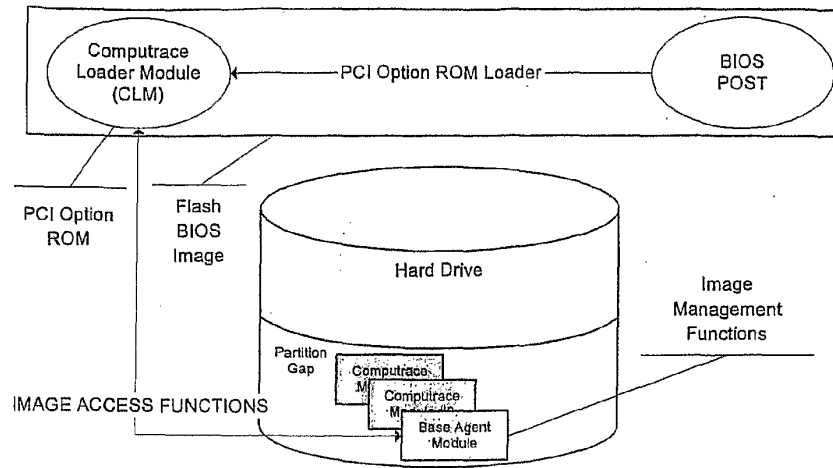 Computrace
Loader Module
(CLM)
PCI Option ROM Loader
BIOS
POST
PCI Option
ROM
Flash
BIOS
Image
Hard Drive
Image
Management
Functions
Partition
Gap
Computrace
Computrace
Base Agent
Module
IMAGE ACCESS FUNCTIONS